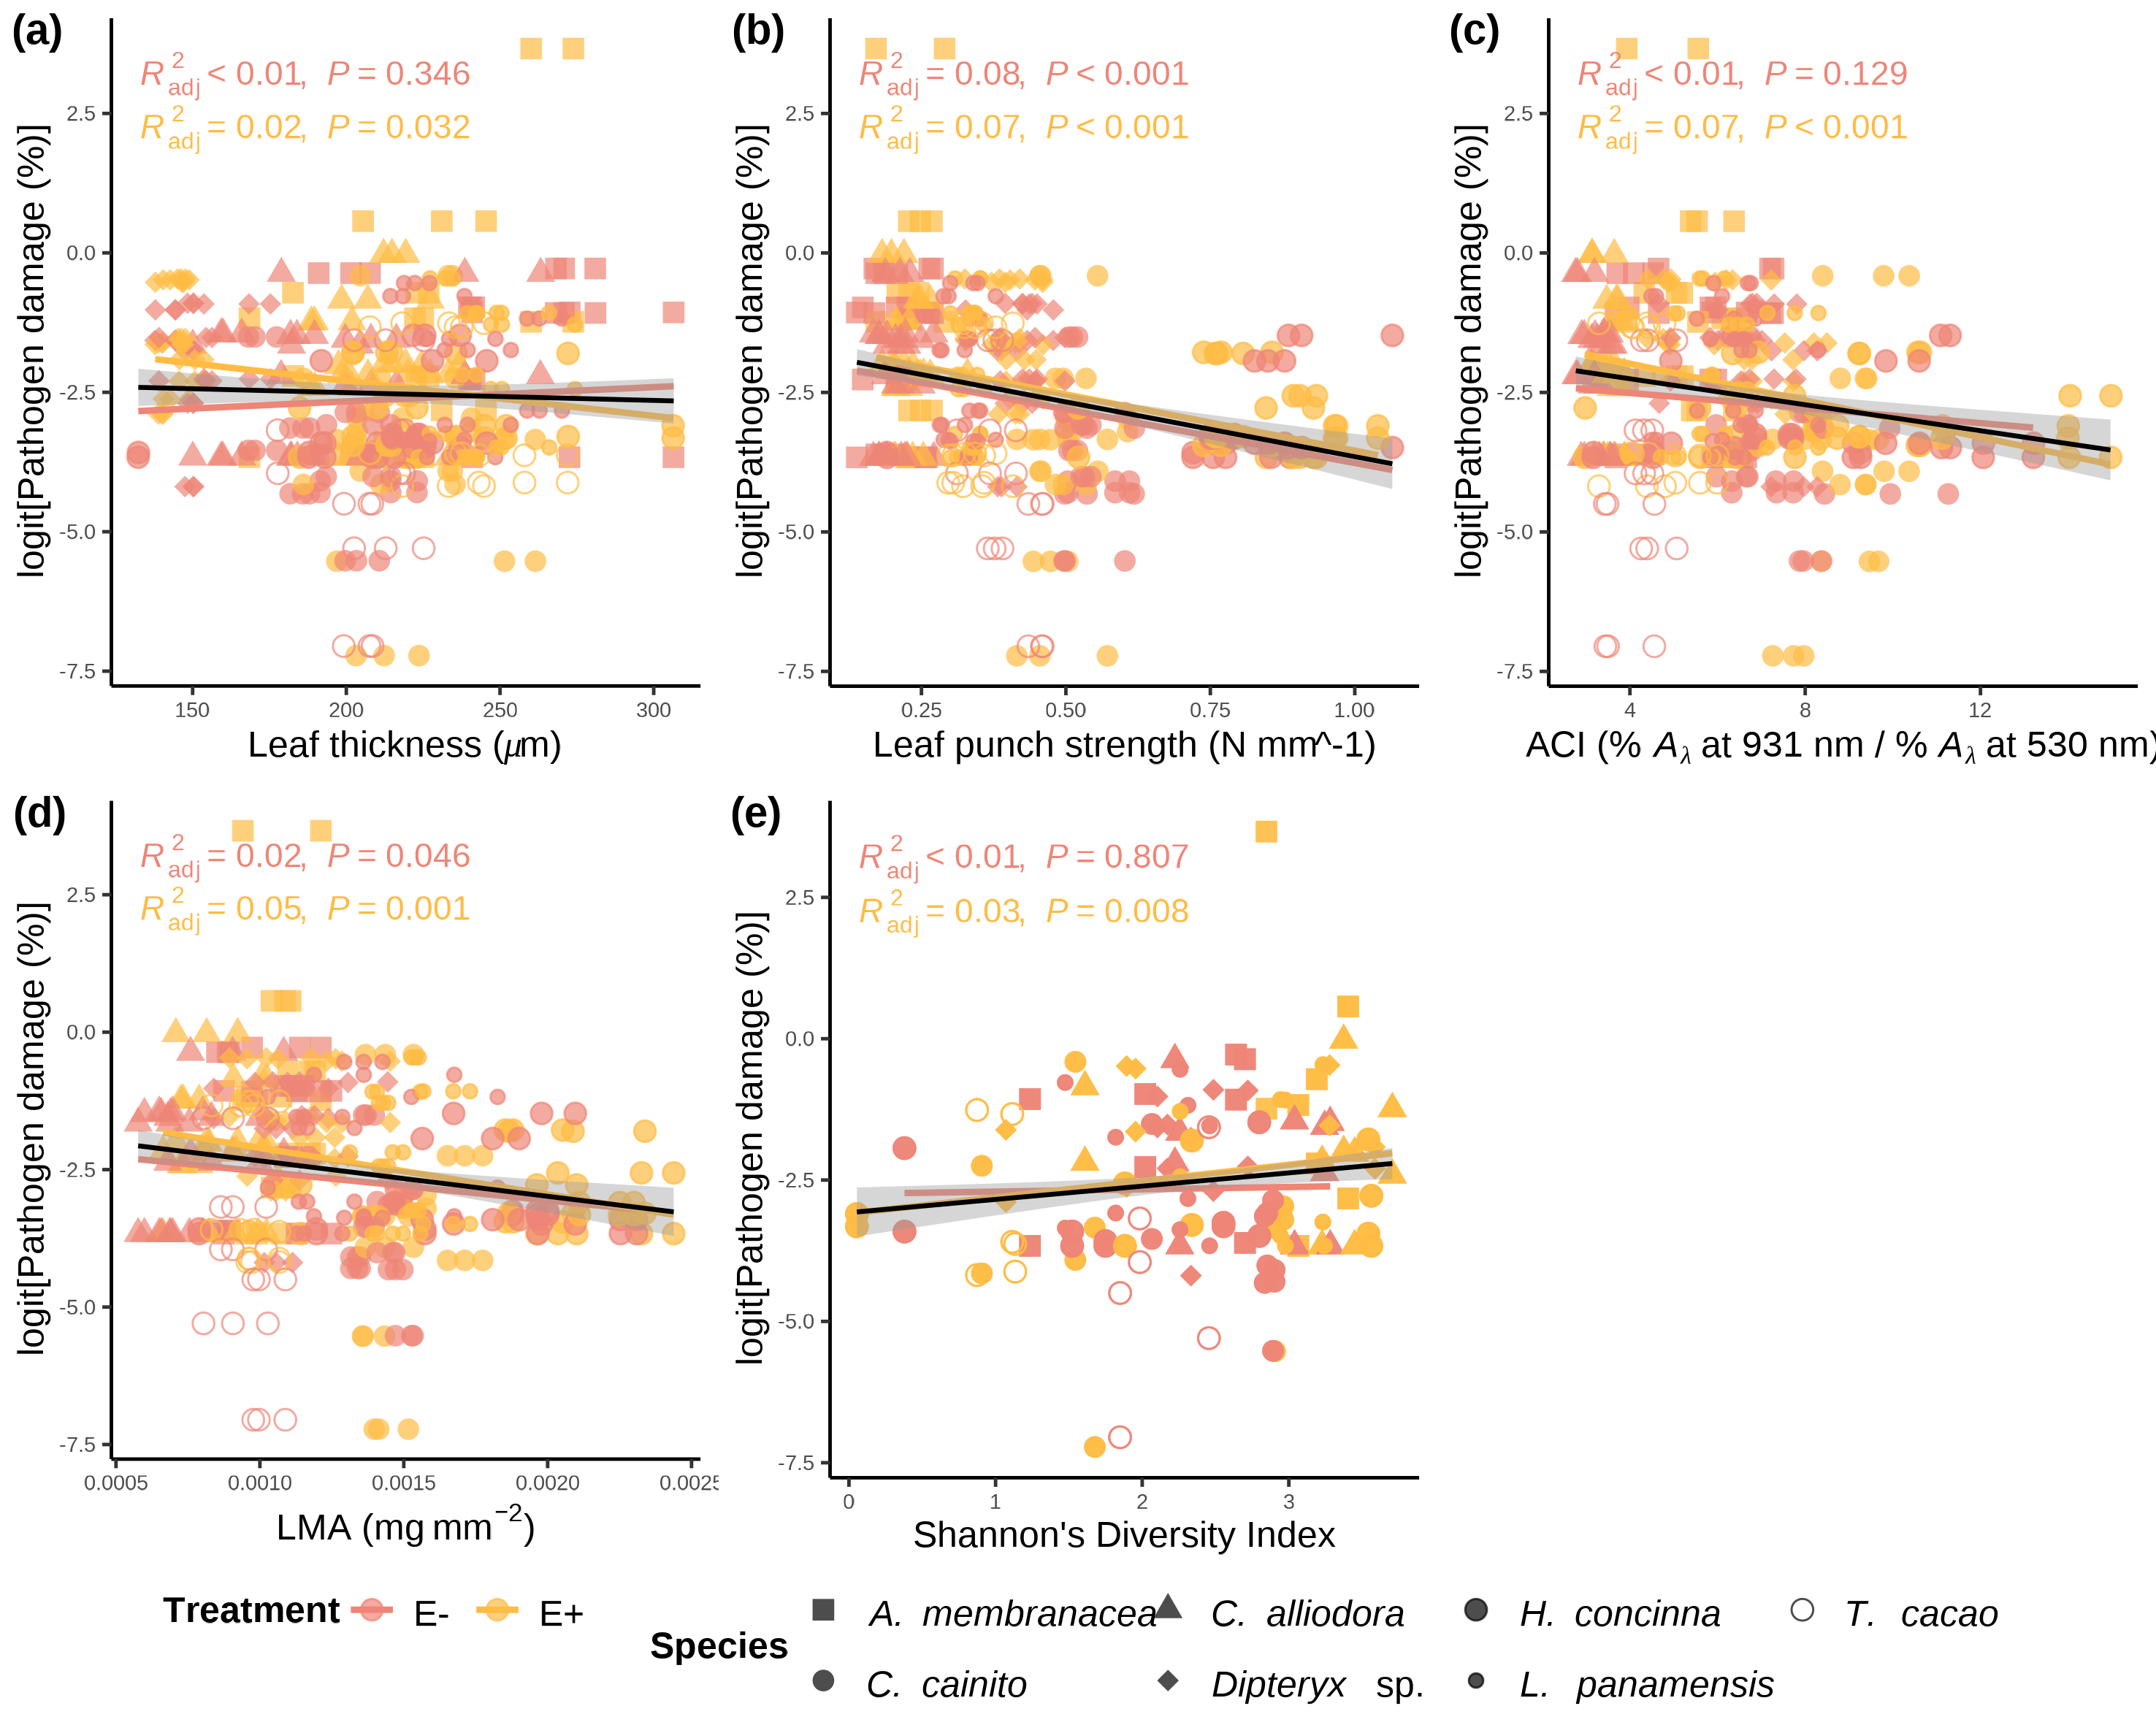 (a)
R²adj < 0.01, P = 0.346
R²adj = 0.02, P = 0.032
logit[Pathogen damage (%)]
2.5
0.0
-2.5
-5.0
-7.5
150 200 250 300
Leaf thickness (μm)
(b)
R²adj = 0.08, P < 0.001
R²adj = 0.07, P < 0.001
logit[Pathogen damage (%)]
2.5
0.0
-2.5
-5.0
-7.5
0.25 0.50 0.75 1.00
Leaf punch strength (N mm^-1)
(c)
R²adj < 0.01, P = 0.129
R²adj = 0.07, P < 0.001
logit[Pathogen damage (%)]
2.5
0.0
-2.5
-5.0
-7.5
4 8 12
ACI (% Aλ at 931 nm / % Aλ at 530 nm)
(d)
R²adj = 0.02, P = 0.046
R²adj = 0.05, P = 0.001
logit[Pathogen damage (%)]
2.5
0.0
-2.5
-5.0
-7.5
0.0005 0.0010 0.0015 0.0020 0.0025
LMA (mg mm−2)
(e)
R²adj < 0.01, P = 0.807
R²adj = 0.03, P = 0.008
logit[Pathogen damage (%)]
2.5
0.0
-2.5
-5.0
-7.5
0 1 2 3
Shannon's Diversity Index
Treatment E- E+
Species
A. membranacea C. alliodora H. concinna T. cacao
C. cainito Dipteryx sp. L. panamensis